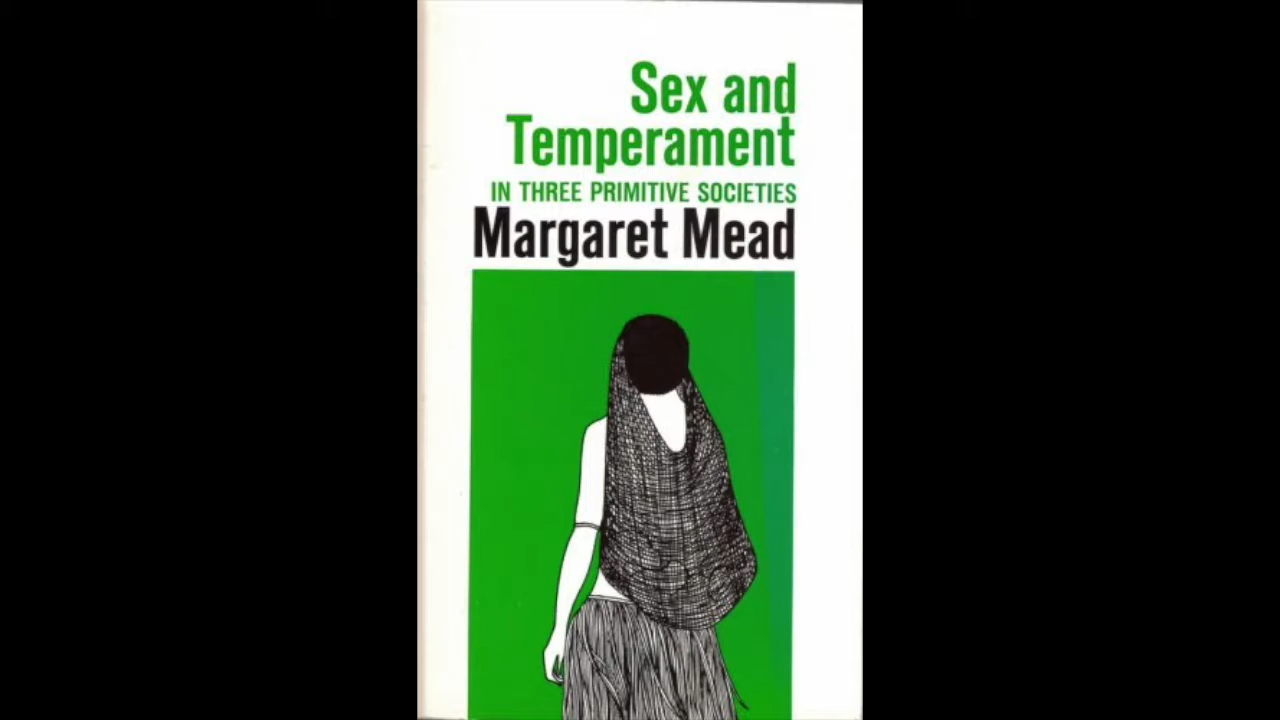 Sex and
Temperament
IN THREE PRIMITIVE SOCIETIES
Margaret Mead